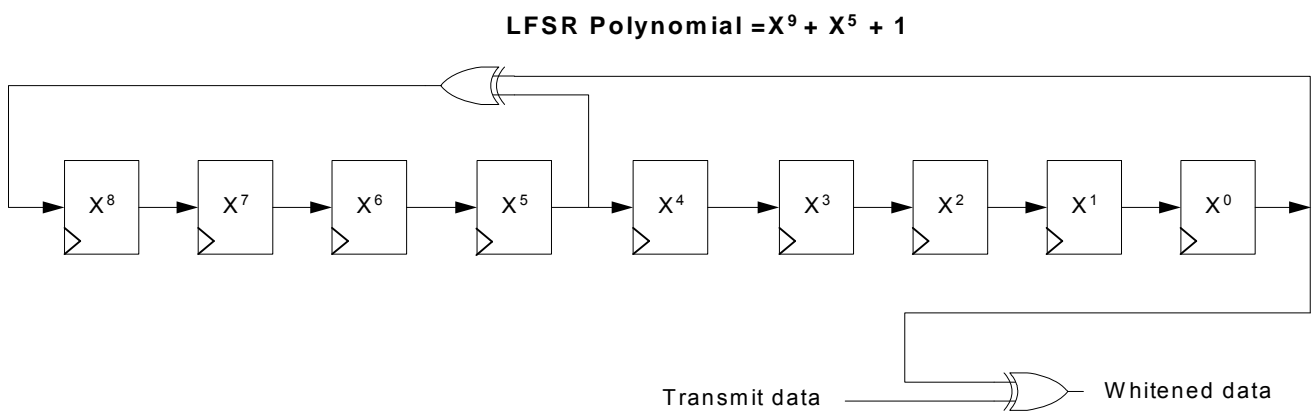 LFSR Polynomial =X⁹ + X⁵ + 1
X⁸ X⁷ X⁶ X⁵ X⁴ X³ X² X¹ X⁰
Transmit data
Whitened data